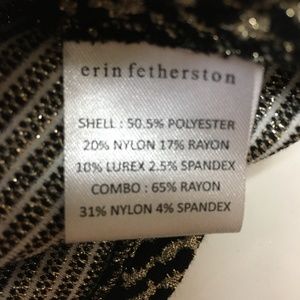 erin fetherston
SHELL : 50.5% POLYESTER
20% NYLON 17% RAYON
10% LUREX 2.5% SPANDEX
COMBO : 65% RAYON
31% NYLON 4% SPANDEX